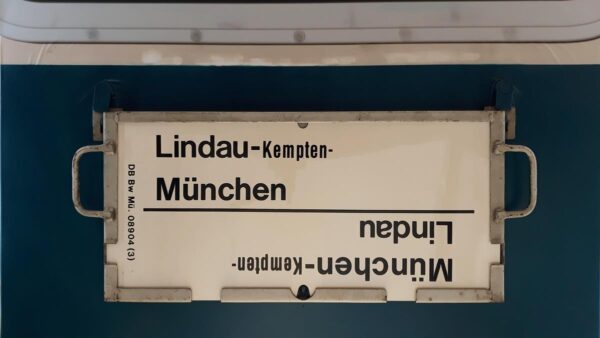 Lindau-Kempten-
München
München-Kempten-
Lindau
DB Bw Mü. 08904 (3)